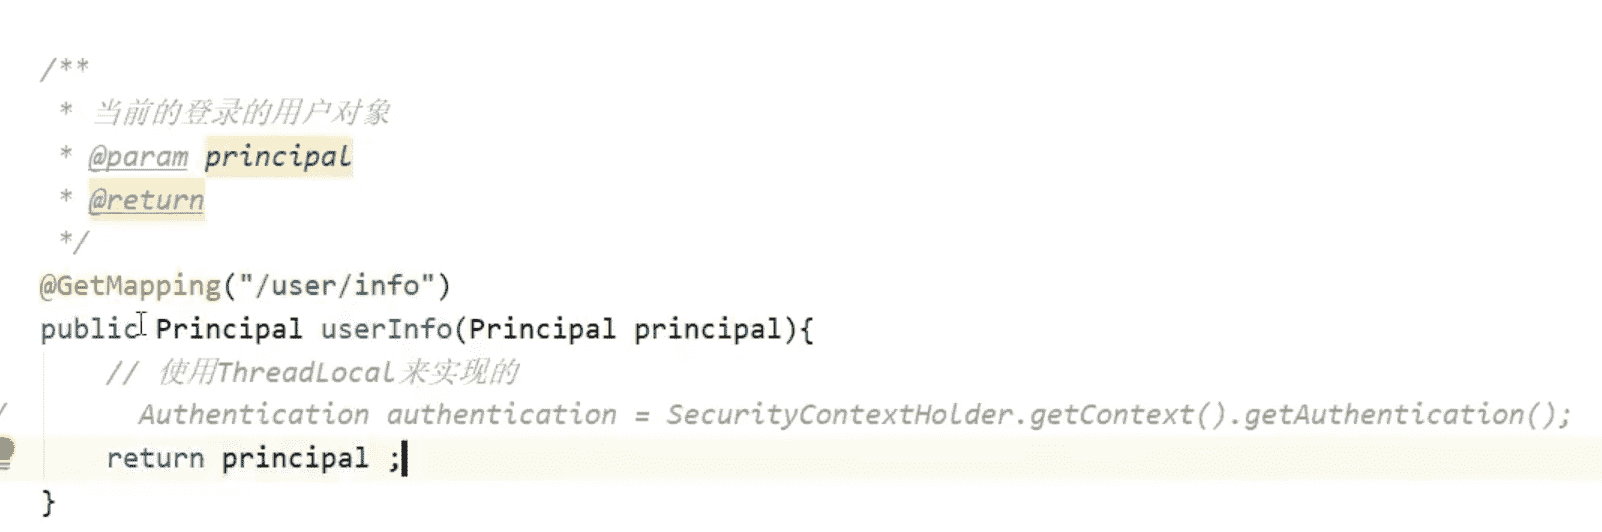 /**
* 当前的登录的用户对象
* @param principal
* @return
*/
@GetMapping("/user/info")
public Principal userInfo(Principal principal){
// 使用ThreadLocal来实现的
/ Authentication authentication = SecurityContextHolder.getContext().getAuthentication();
return principal ;
}